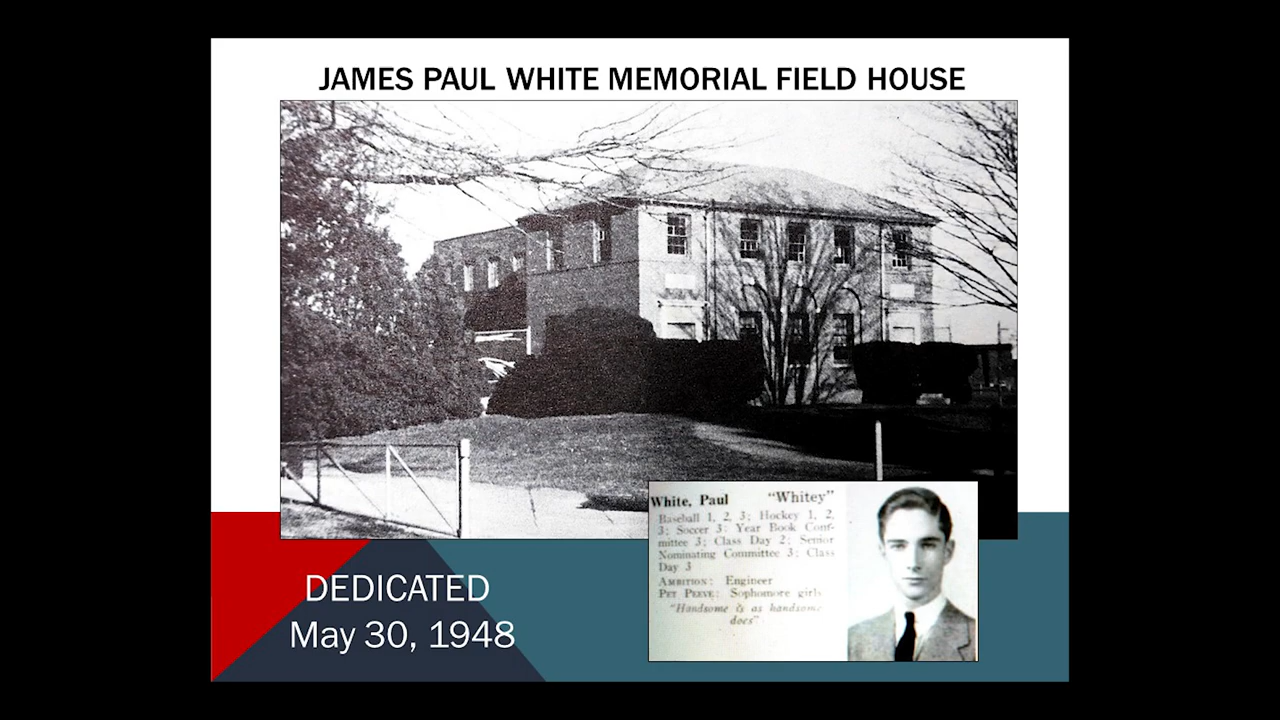 JAMES PAUL WHITE MEMORIAL FIELD HOUSE
White, Paul "Whitey"
Baseball 1, 2, 3; Hockey 1, 2,
3; Soccer 3; Year Book Com-
mittee 3; Class Day 2; Senior
Nominating Committee 3; Class
Day 3
AMBITION: Engineer
PET PEEVE: Sophomore girls
"Handsome is as handsome
does"
DEDICATED
May 30, 1948